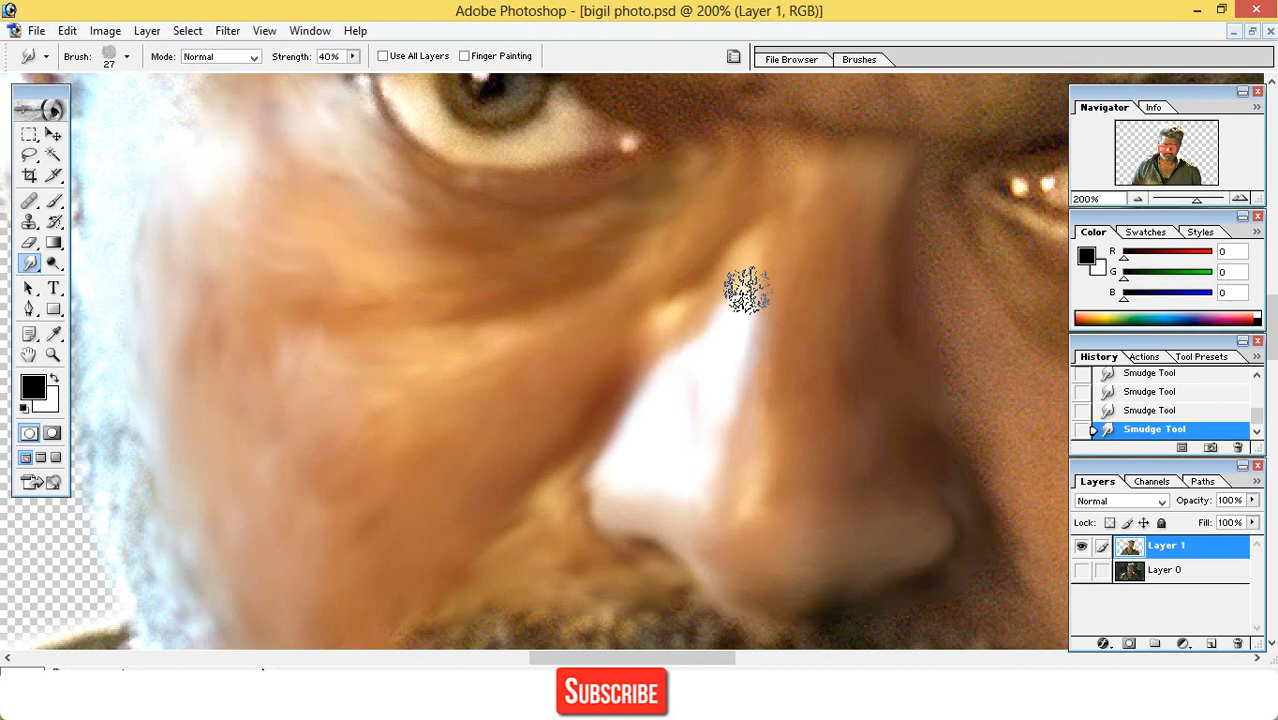 Adobe Photoshop - [bigil photo.psd @ 200% (Layer 1, RGB)]
File Edit Image Layer Select Filter View Window Help
Brush: 27 Mode: Normal Strength: 40% Use All Layers Finger Painting File Browser Brushes
Navigator Info
200%
Color Swatches Styles
R 0
G 0
B 0
History Actions Tool Presets
Smudge Tool
Smudge Tool
Smudge Tool
Smudge Tool
Layers Channels Paths
Normal Opacity: 100%
Lock: Fill: 100%
Layer 1
Layer 0
Subscribe